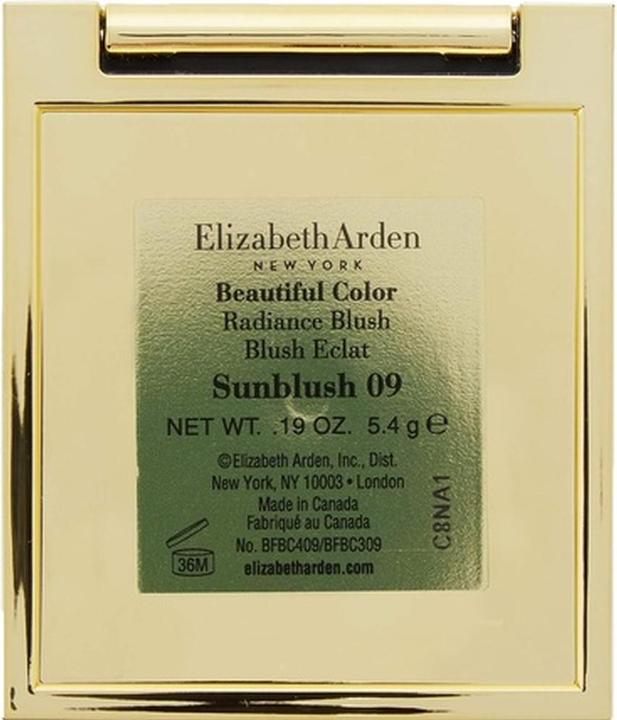 Elizabeth Arden
NEW YORK
Beautiful Color
Radiance Blush
Blush Eclat
Sunblush 09
NET WT. .19 OZ. 5.4 g ℮
©Elizabeth Arden, Inc., Dist.
New York, NY 10003 • London
Made in Canada
Fabriqué au Canada
No. BFBC409/BFBC309
elizabetharden.com
36M
C8NA1